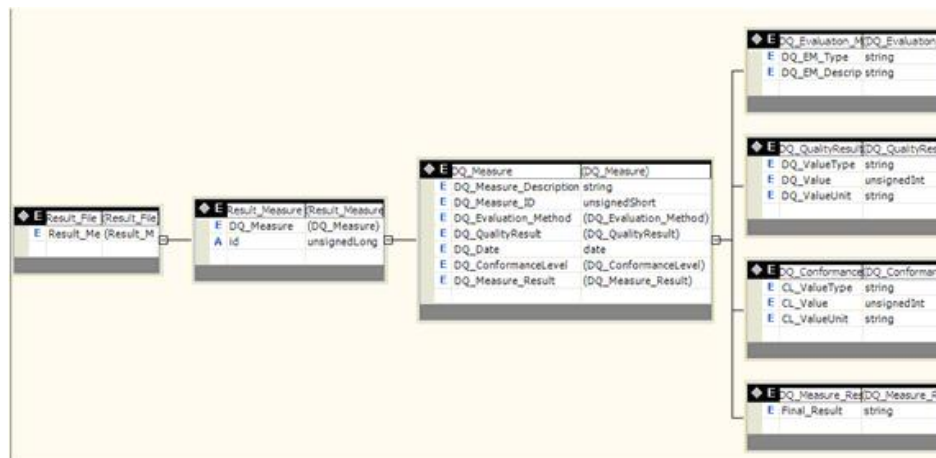 E Result_File (Result_File)
E Result_Me (Result_M
E Result_Measure (Result_Measure
E DQ_Measure (DQ_Measure)
A id unsignedLong
E DQ_Measure (DQ_Measure)
E DQ_Measure_Description string
E DQ_Measure_ID unsignedShort
E DQ_Evaluation_Method (DQ_Evaluation_Method)
E DQ_QualityResult (DQ_QualityResult)
E DQ_Date date
E DQ_ConformanceLevel (DQ_ConformanceLevel)
E DQ_Measure_Result (DQ_Measure_Result)
E DQ_Evaluation_M (DQ_Evaluation
E DQ_EM_Type string
E DQ_EM_Descrip string
E DQ_QualityResult (DQ_QualityRes
E DQ_ValueType string
E DQ_Value unsignedInt
E DQ_ValueUnit string
E DQ_Conformance (DQ_Conformar
E CL_ValueType string
E CL_Value unsignedInt
E CL_ValueUnit string
E DQ_Measure_Res (DQ_Measure_R
E Final_Result string